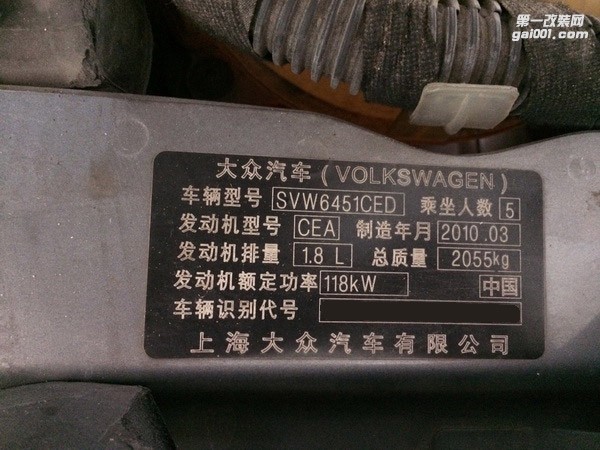 第一改装网
gai001.com
大众汽车(VOLKSWAGEN)
车辆型号 SVW6451CED 乘坐人数 5
发动机型号 CEA 制造年月 2010.03
发动机排量 1.8 L 总质量 2055kg
发动机额定功率 118kW 中国
车辆识别代号
上海大众汽车有限公司